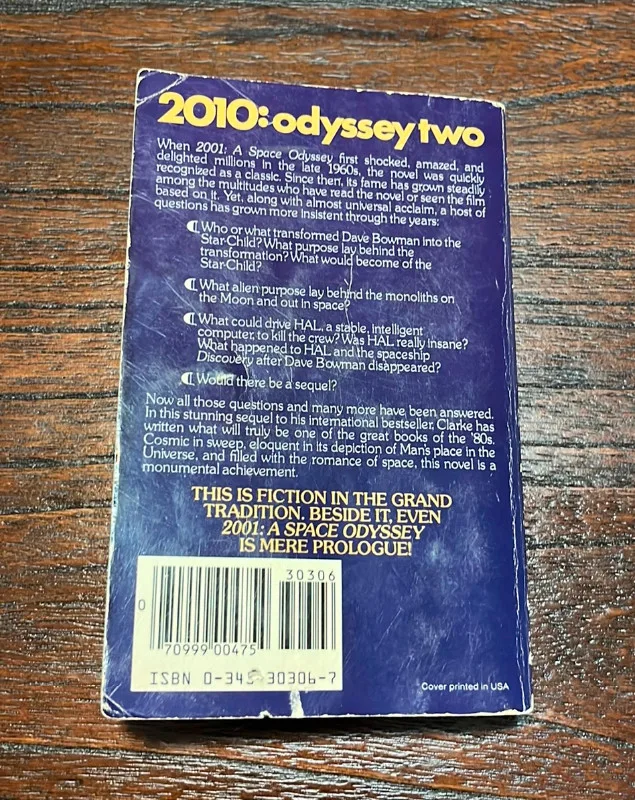 2010: odyssey two
When 2001: A Space Odyssey first shocked, amazed, and
delighted millions in the late 1960s, the novel was quickly
recognized as a classic. Since then, its fame has grown steadily
among the multitudes who have read the novel or seen the film
based on it. Yet, along with almost universal acclaim, a host of
questions has grown more insistent through the years:
Who or what transformed Dave Bowman into the
Star-Child? What purpose lay behind the
transformation? What would become of the
Star-Child?
What alien purpose lay behind the monoliths on
the Moon and out in space?
What could drive HAL, a stable, intelligent
computer, to kill the crew? Was HAL really insane?
What happened to HAL and the spaceship
Discovery after Dave Bowman disappeared?
Would there be a sequel?
Now all those questions and many more have been answered.
In this stunning sequel to his international bestseller, Clarke has
written what will truly be one of the great books of the '80s.
Cosmic in sweep, eloquent in its depiction of Man's place in the
Universe, and filled with the romance of space, this novel is a
monumental achievement.
THIS IS FICTION IN THE GRAND
TRADITION. BESIDE IT, EVEN
2001: A SPACE ODYSSEY
IS MERE PROLOGUE!
30306
0
70999 00475
ISBN 0-34 30306-7
Cover printed in USA